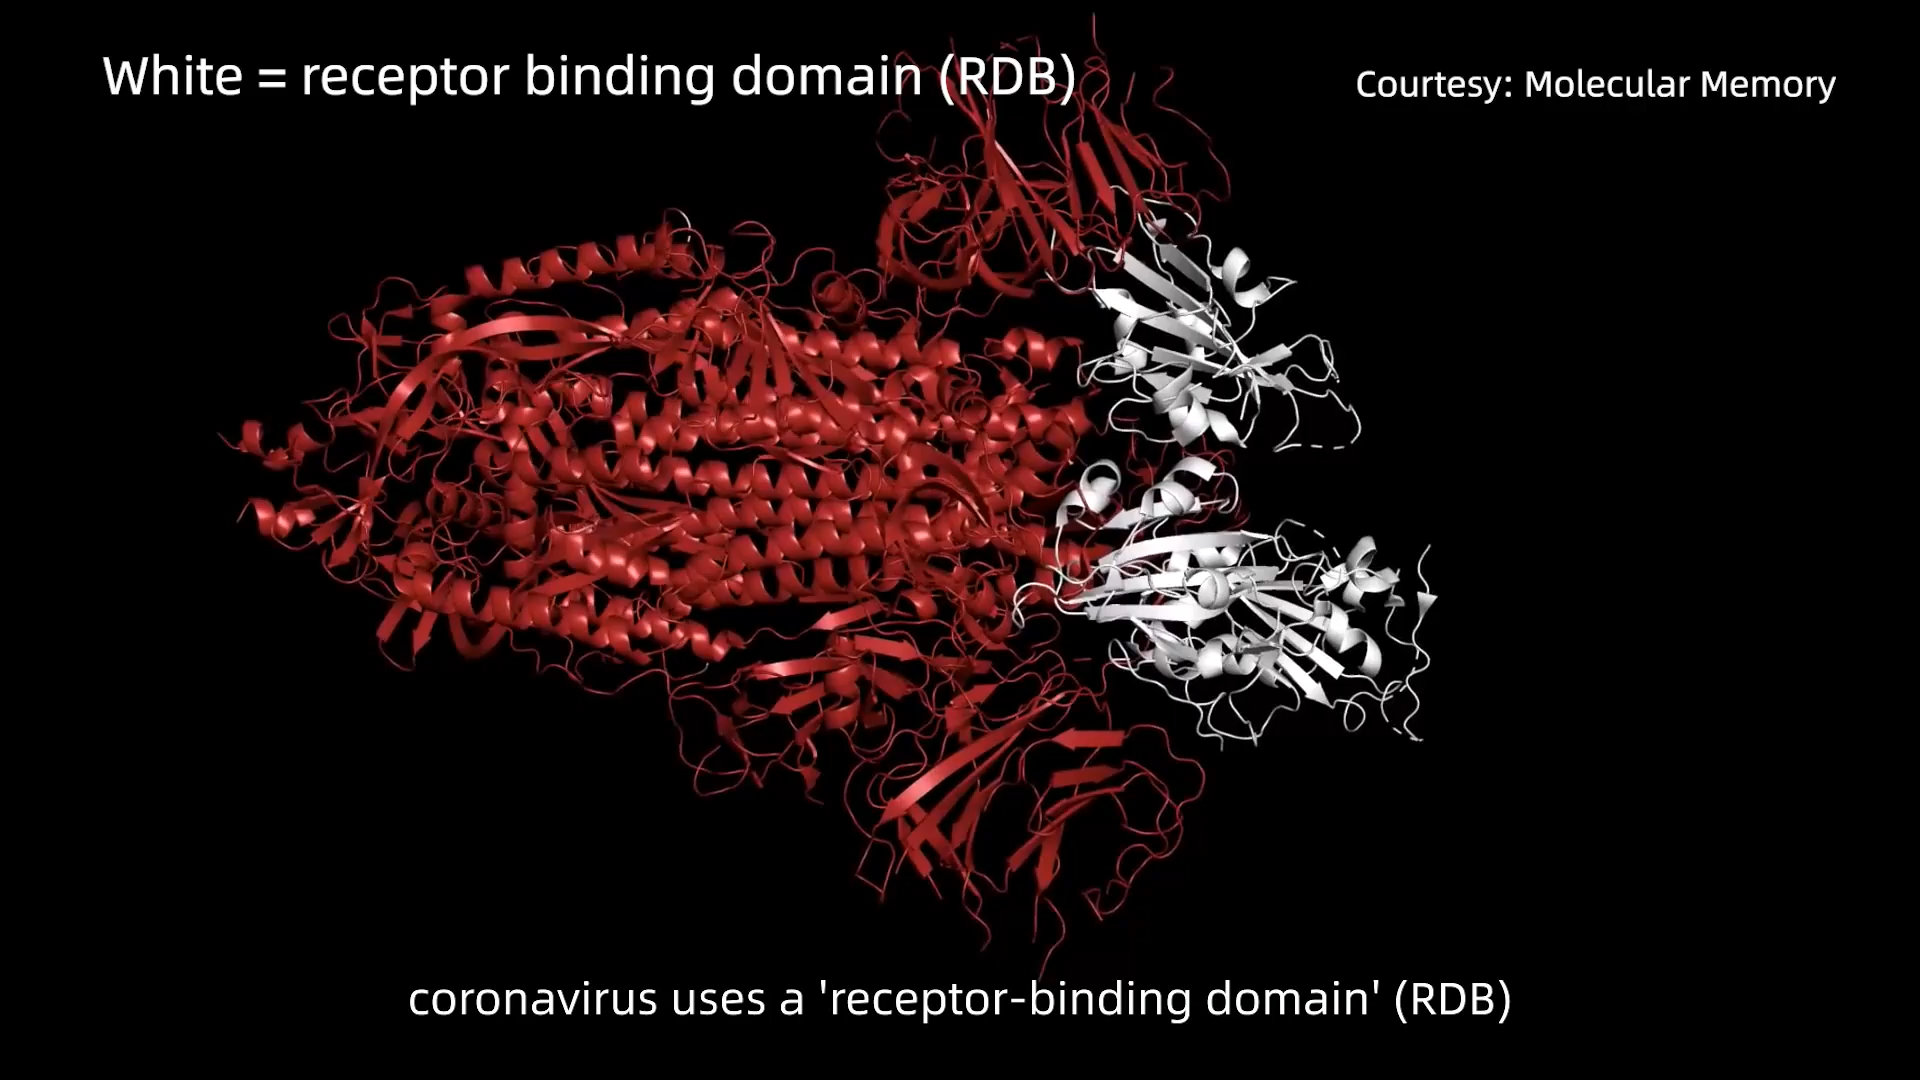 White = receptor binding domain (RDB)
Courtesy: Molecular Memory
coronavirus uses a 'receptor-binding domain' (RDB)